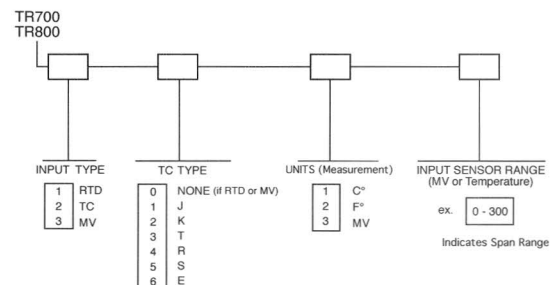 TR700
TR800
INPUT TYPE
1 RTD
2 TC
3 MV
TC TYPE
0 NONE (if RTD or MV)
1 J
2 K
3 T
4 R
5 S
6 E
UNITS (Measurement)
1 C°
2 F°
3 MV
INPUT SENSOR RANGE
(MV or Temperature)
ex. 0 - 300
Indicates Span Range